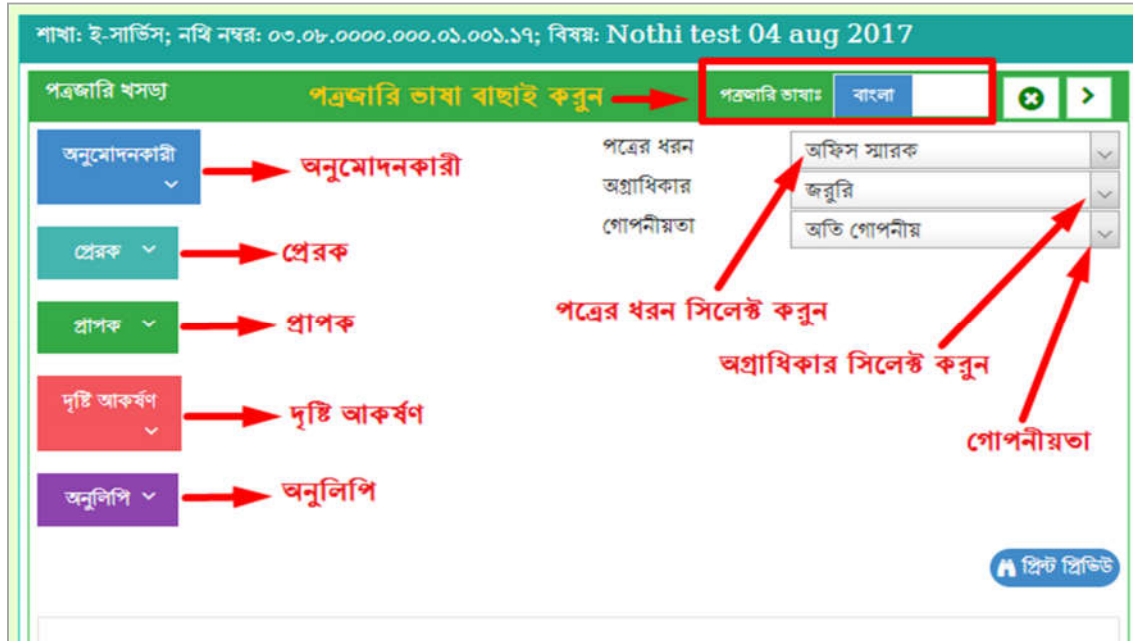 শাখা: ই-সার্ভিস; নথি নম্বর: ০৩.০৮.০০০০.০০০.০১.০০১.১৭; বিষয়: Nothi test 04 aug 2017
পত্রজারি খসড়া পত্রজারি ভাষা বাছাই করুন পত্রজারি ভাষাঃ বাংলা
অনুমোদনকারী অনুমোদনকারী
পত্রের ধরন অফিস স্মারক
অগ্রাধিকার জরুরি
গোপনীয়তা অতি গোপনীয়
প্রেরক প্রেরক
প্রাপক প্রাপক
পত্রের ধরন সিলেক্ট করুন
অগ্রাধিকার সিলেক্ট করুন
দৃষ্টি আকর্ষণ দৃষ্টি আকর্ষণ
গোপনীয়তা
অনুলিপি অনুলিপি
প্রিন্ট প্রিভিউ